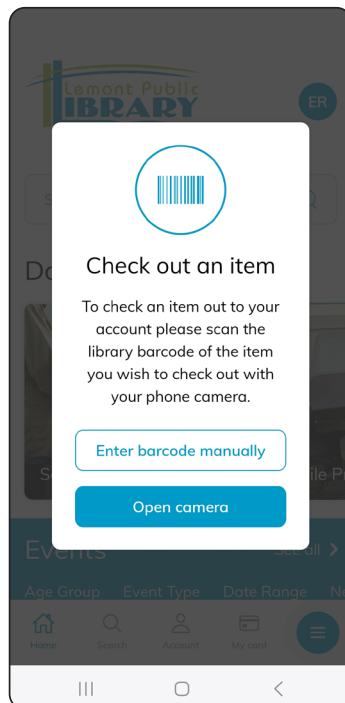 Lemont Public
LIBRARY
ER
S
Check out an item
To check an item out to your
account please scan the
library barcode of the item
you wish to check out with
your phone camera.
Enter barcode manually
Open camera
Events
See all
Age Group Event Type Date Range
Home Search Account My card